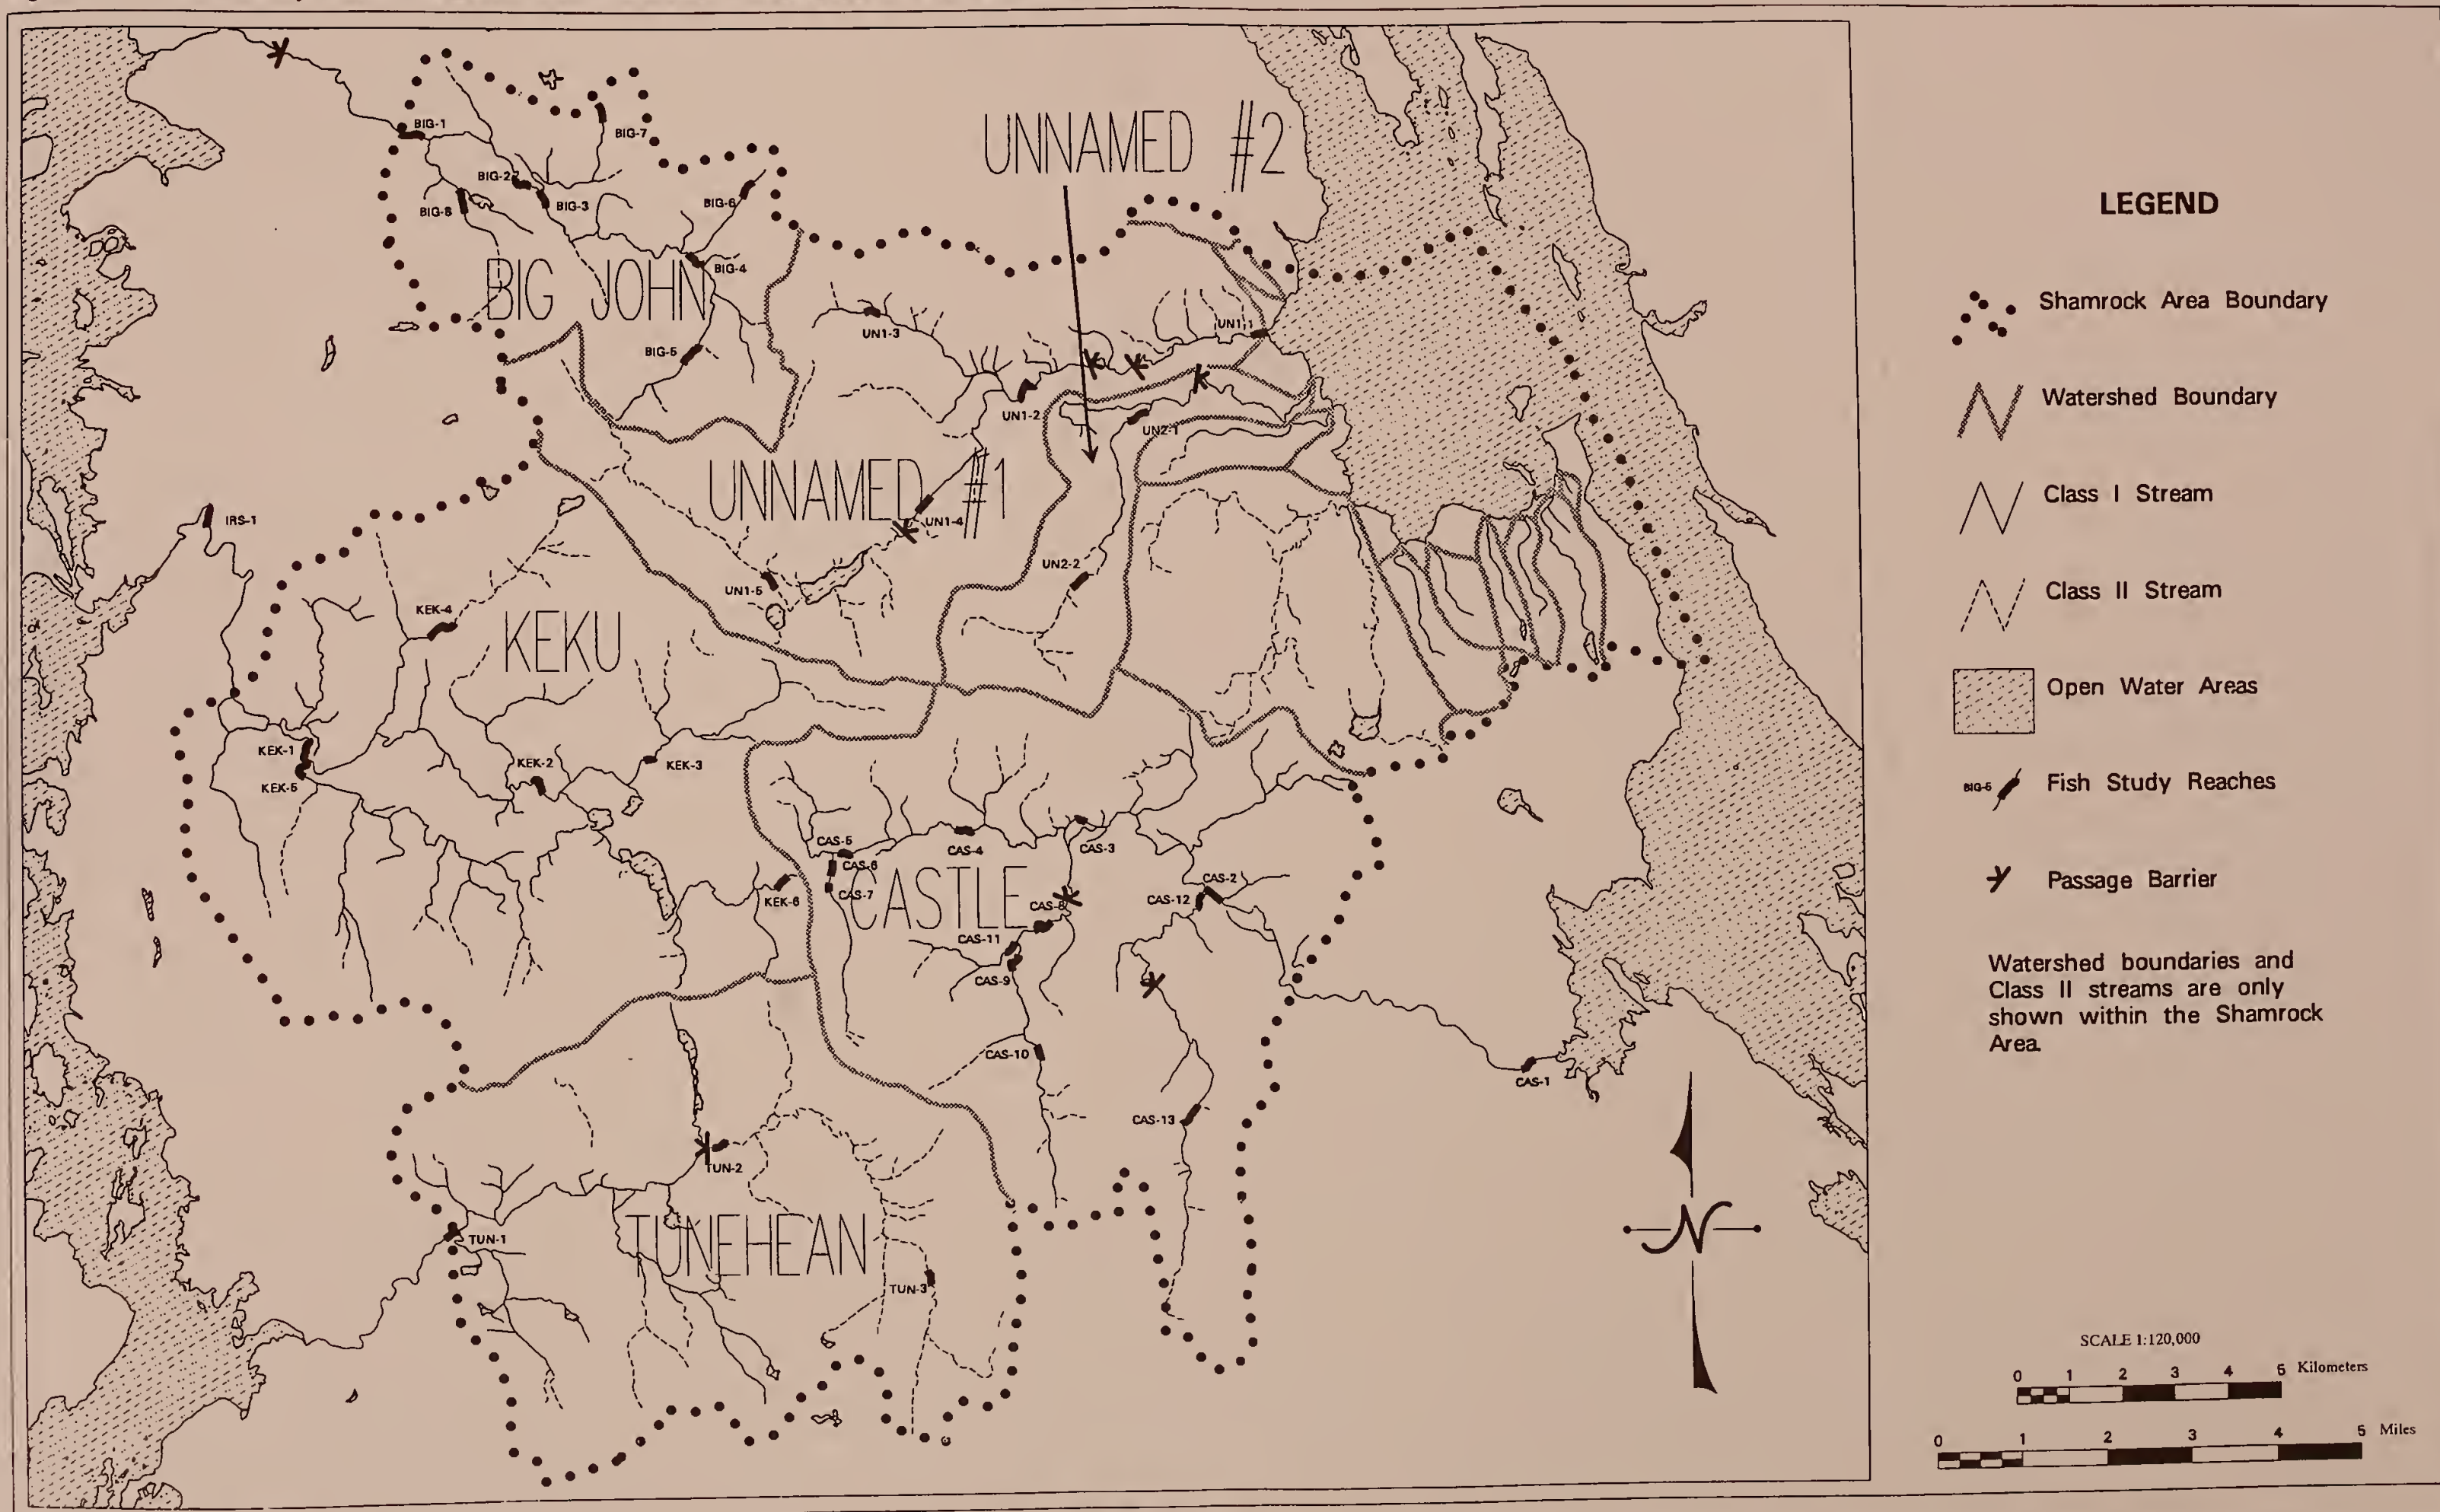 BIG-1
BIG-7
BIG-2
BIG-3
BIG-8
BIG-6
BIG-4
BIG JOHN
BIG-5
UNNAMED #2
UN1-3
UN1-1
UN1-2
UN2-1
UNNAMED #1
UN1-4
UN1-5
UN2-2
IRS-1
KEK-4
KEKU
KEK-1
KEK-5
KEK-2
KEK-3
KEK-6
CAS-5
CAS-6
CAS-7
CAS-4
CAS-3
CASTLE
CAS-8
CAS-2
CAS-12
CAS-11
CAS-9
CAS-10
CAS-13
CAS-1
TUN-2
TUNEHEAN
TUN-1
TUN-3
N
LEGEND
Shamrock Area Boundary
Watershed Boundary
Class I Stream
Class II Stream
Open Water Areas
BIG-5 Fish Study Reaches
Passage Barrier
Watershed boundaries and
Class II streams are only
shown within the Shamrock
Area.
SCALE 1:120,000
0 1 2 3 4 5 Kilometers
0 1 2 3 4 5 Miles